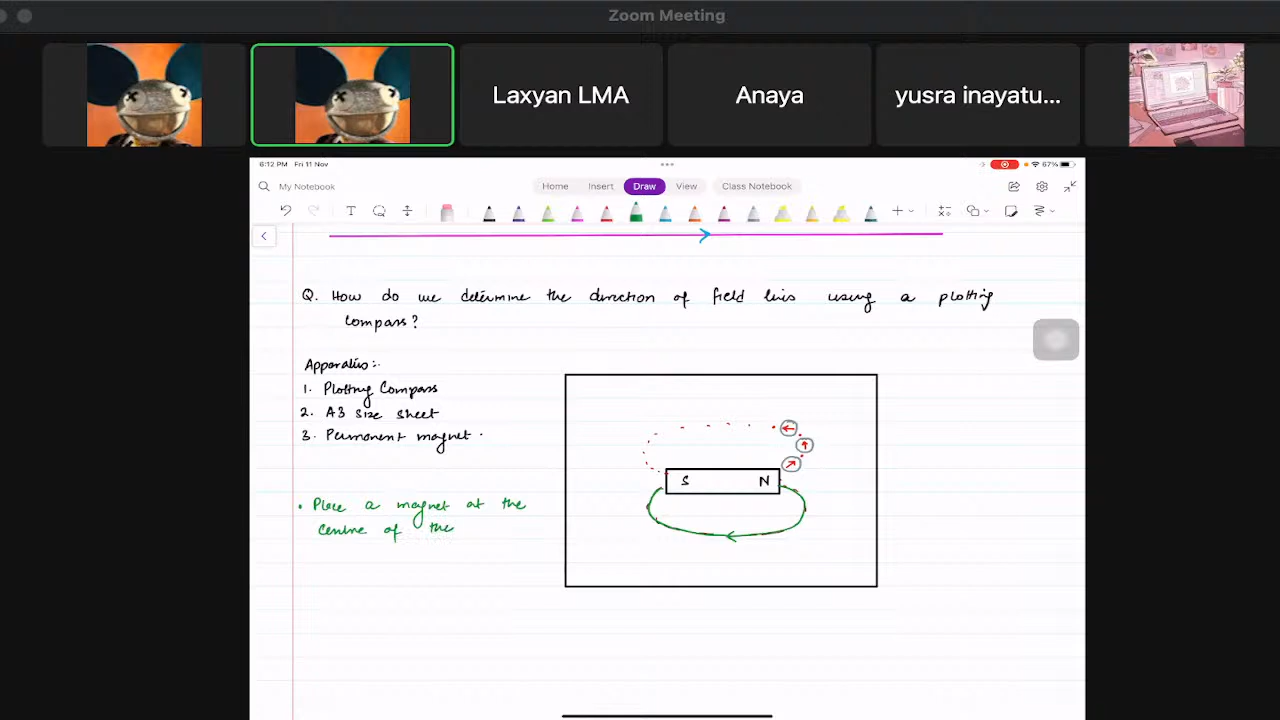 Zoom Meeting
Laxyan LMA
Anaya
yusra inayatu...
6:12 PM Fri 11 Nov
67%
My Notebook
Home
Insert
Draw
View
Class Notebook
Q. How do we determine the direction of field lines using a plotting
compass?
Apparatus:-
1. Plotting Compass
2. A3 Size sheet
3. Permanent magnet.
S N
• Place a magnet at the
centre of the